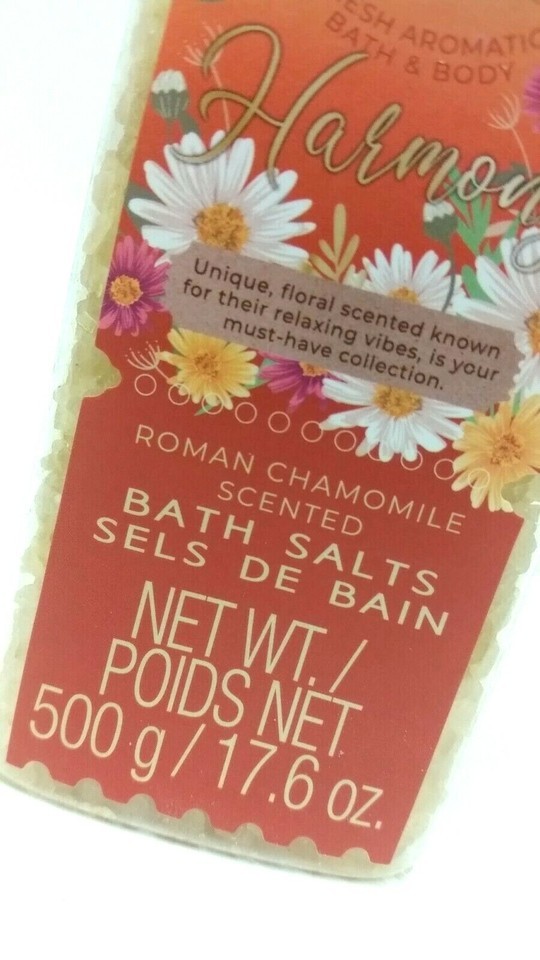 AROMATIC
BATH & BODY
Unique, floral scented known
for their relaxing vibes, is your
must-have collection.
ROMAN CHAMOMILE
SCENTED
BATH SALTS
SELS DE BAIN
NET WT. /
POIDS NET
500 g / 17.6 oz.